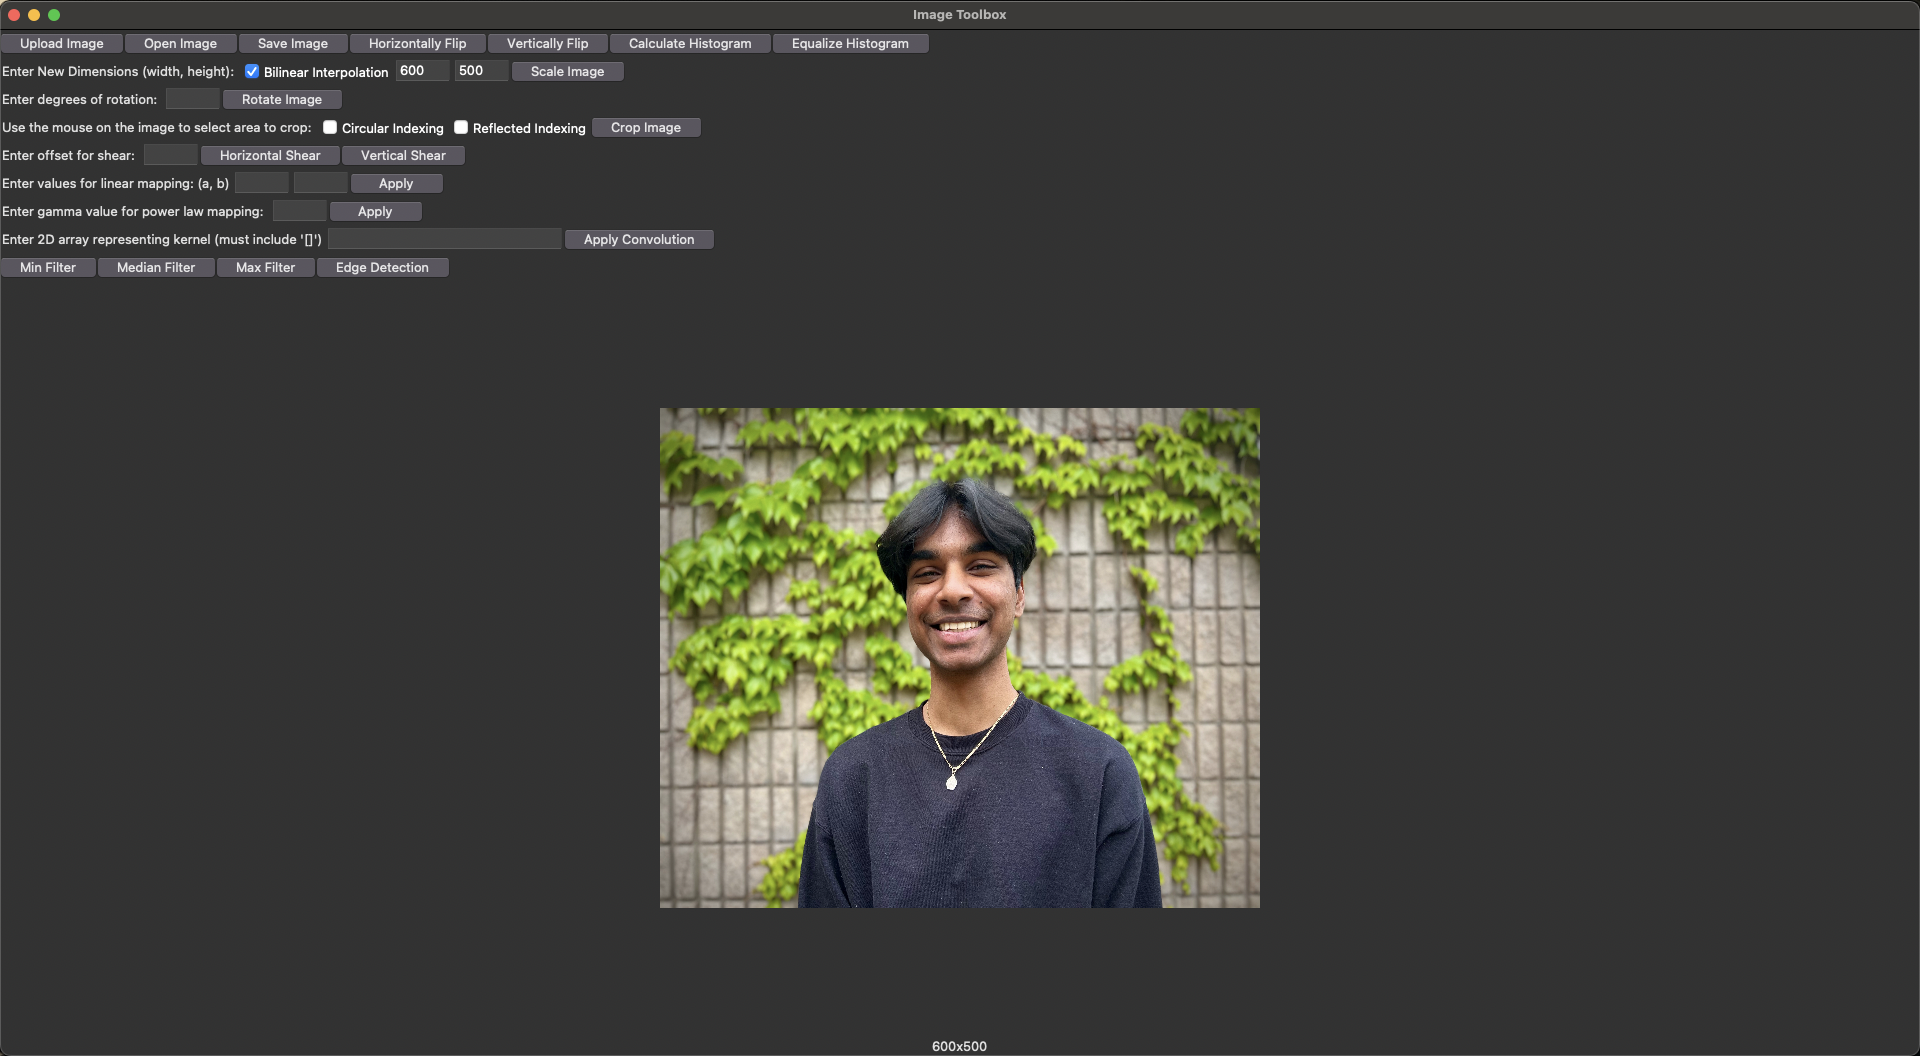 Image Toolbox
Upload Image Open Image Save Image Horizontally Flip Vertically Flip Calculate Histogram Equalize Histogram
Enter New Dimensions (width, height): Bilinear Interpolation 600 500 Scale Image
Enter degrees of rotation: Rotate Image
Use the mouse on the image to select area to crop: Circular Indexing Reflected Indexing Crop Image
Enter offset for shear: Horizontal Shear Vertical Shear
Enter values for linear mapping: (a, b) Apply
Enter gamma value for power law mapping: Apply
Enter 2D array representing kernel (must include '[]') Apply Convolution
Min Filter Median Filter Max Filter Edge Detection
600x500